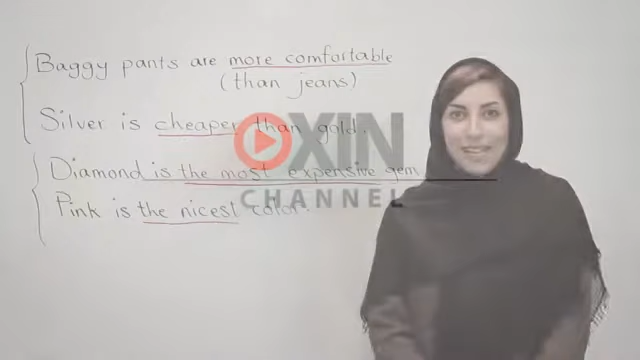 Baggy pants are more comfortable
(than jeans)
Silver is cheaper than gold.
Diamond is the most expensive gem
Pink is the nicest color.
OXIN
CHANNEL